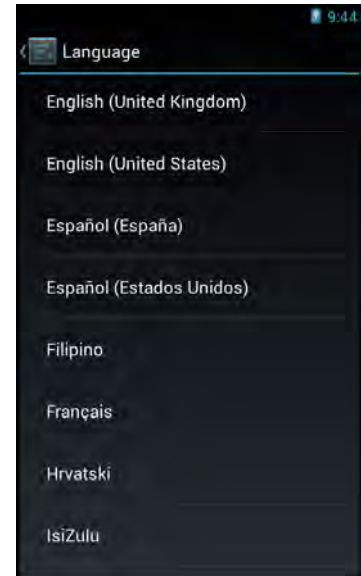 9:44
Language
English (United Kingdom)
English (United States)
Español (España)
Español (Estados Unidos)
Filipino
Français
Hrvatski
IsiZulu